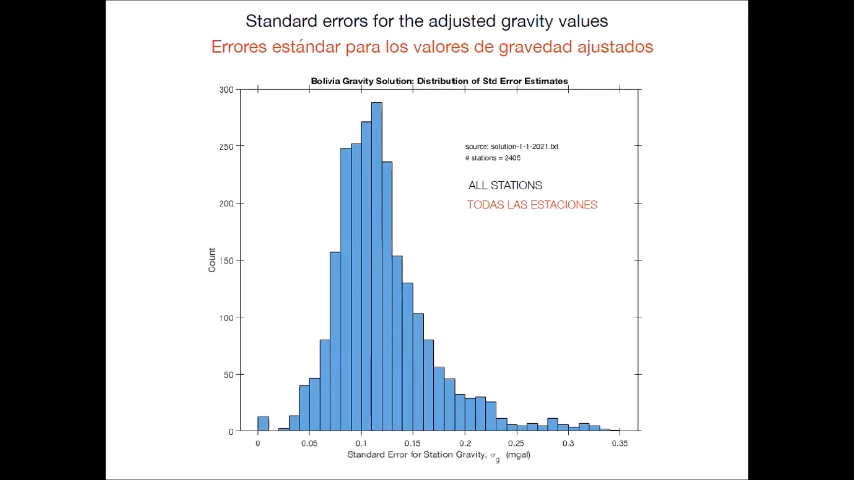 Standard errors for the adjusted gravity values
Errores estándar para los valores de gravedad ajustados
Bolivia Gravity Solution: Distribution of Std Error Estimates
300
250
200
150
100
50
0
Count
source: solution-1-1-2021.txt
# stations = 2405
ALL STATIONS
TODAS LAS ESTACIONES
0 0.05 0.1 0.15 0.2 0.25 0.3 0.35
Standard Error for Station Gravity, σg (mgal)